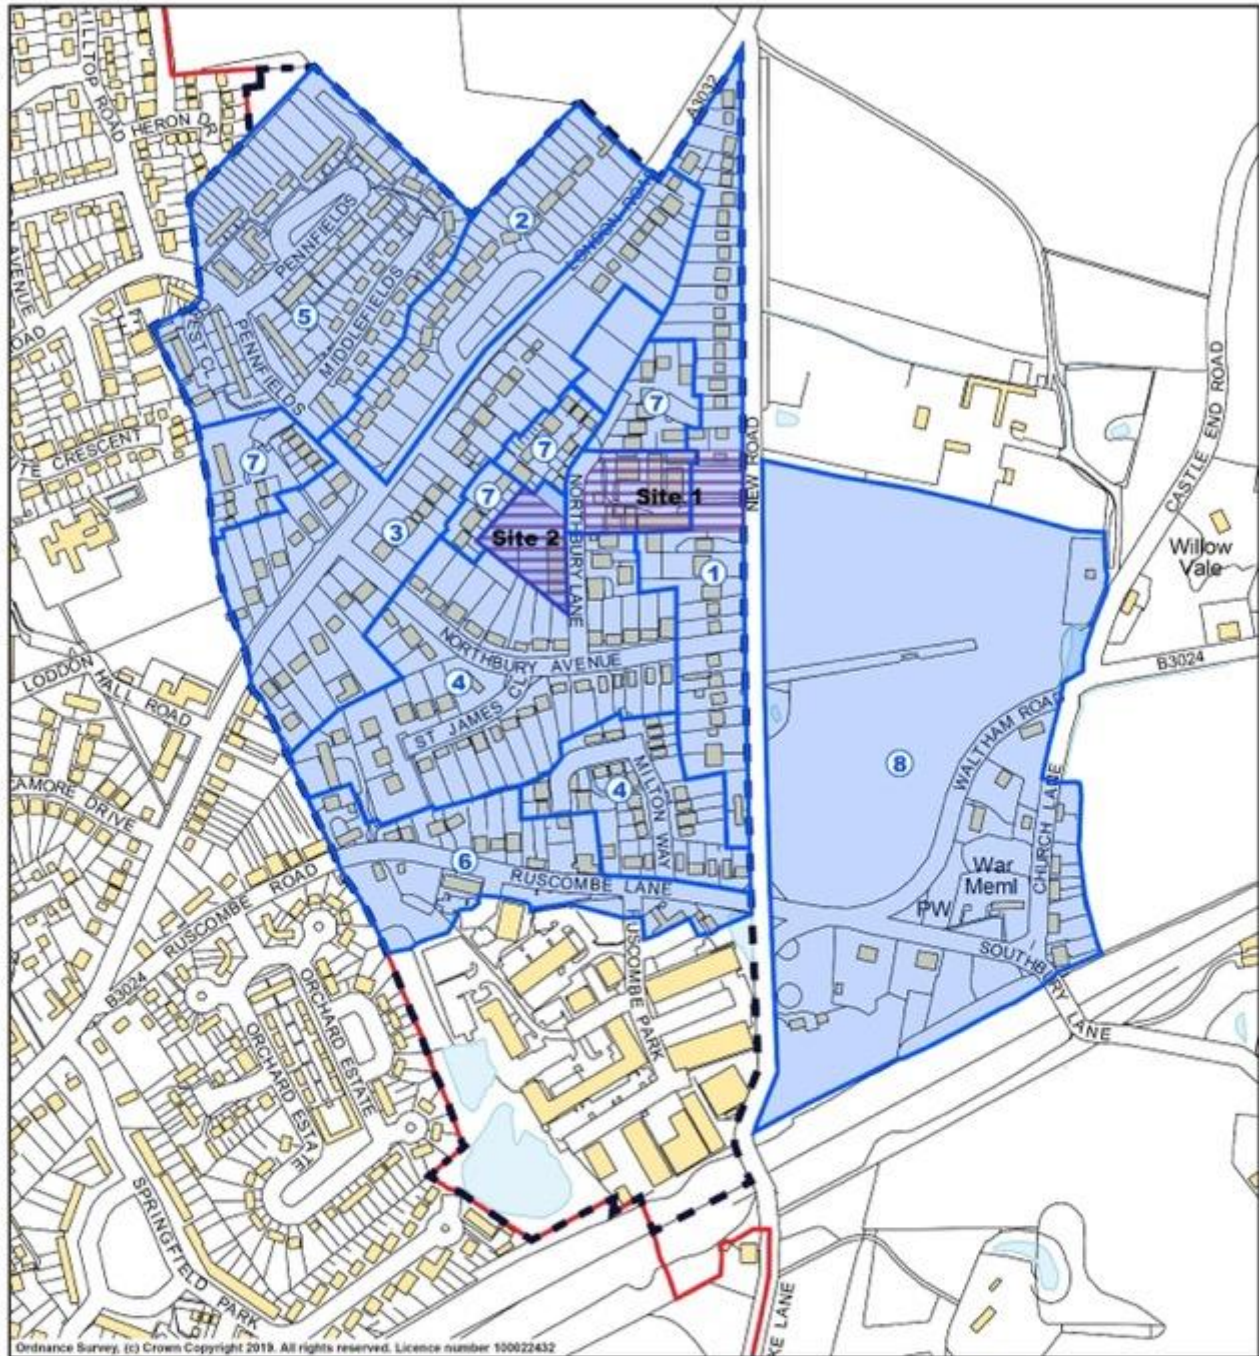 HILLTOP ROAD
HERON DR
A3032
LONDON ROAD
2
PENNFIELDS
5
MIDDLEFIELDS
PENNFIELDS
AVENUE
CASTLE END ROAD
7
7
7
7
NEW ROAD
Site 1
Site 2
NORTHBURY LANE
3
1
Willow
Vale
B3024
NORTHBURY AVENUE
4
ST JAMES CL
LODDON HALL ROAD
MILTON WAY
4
WALTHAM ROAD
8
CHURCH LANE
War
Meml
PW
6
RUSCOMBE LANE
RUSCOMBE ROAD
B3024
SOUTHBURY LANE
USCOMBE PARK
ORCHARD ESTATE
ORCHARD ESTATE
SPRINGFIELD PARK
KE LANE
AMORE DRIVE
TE CRESCENT
EST CL
OAD
Ordnance Survey, (c) Crown Copyright 2019. All rights reserved. Licence number 100022432